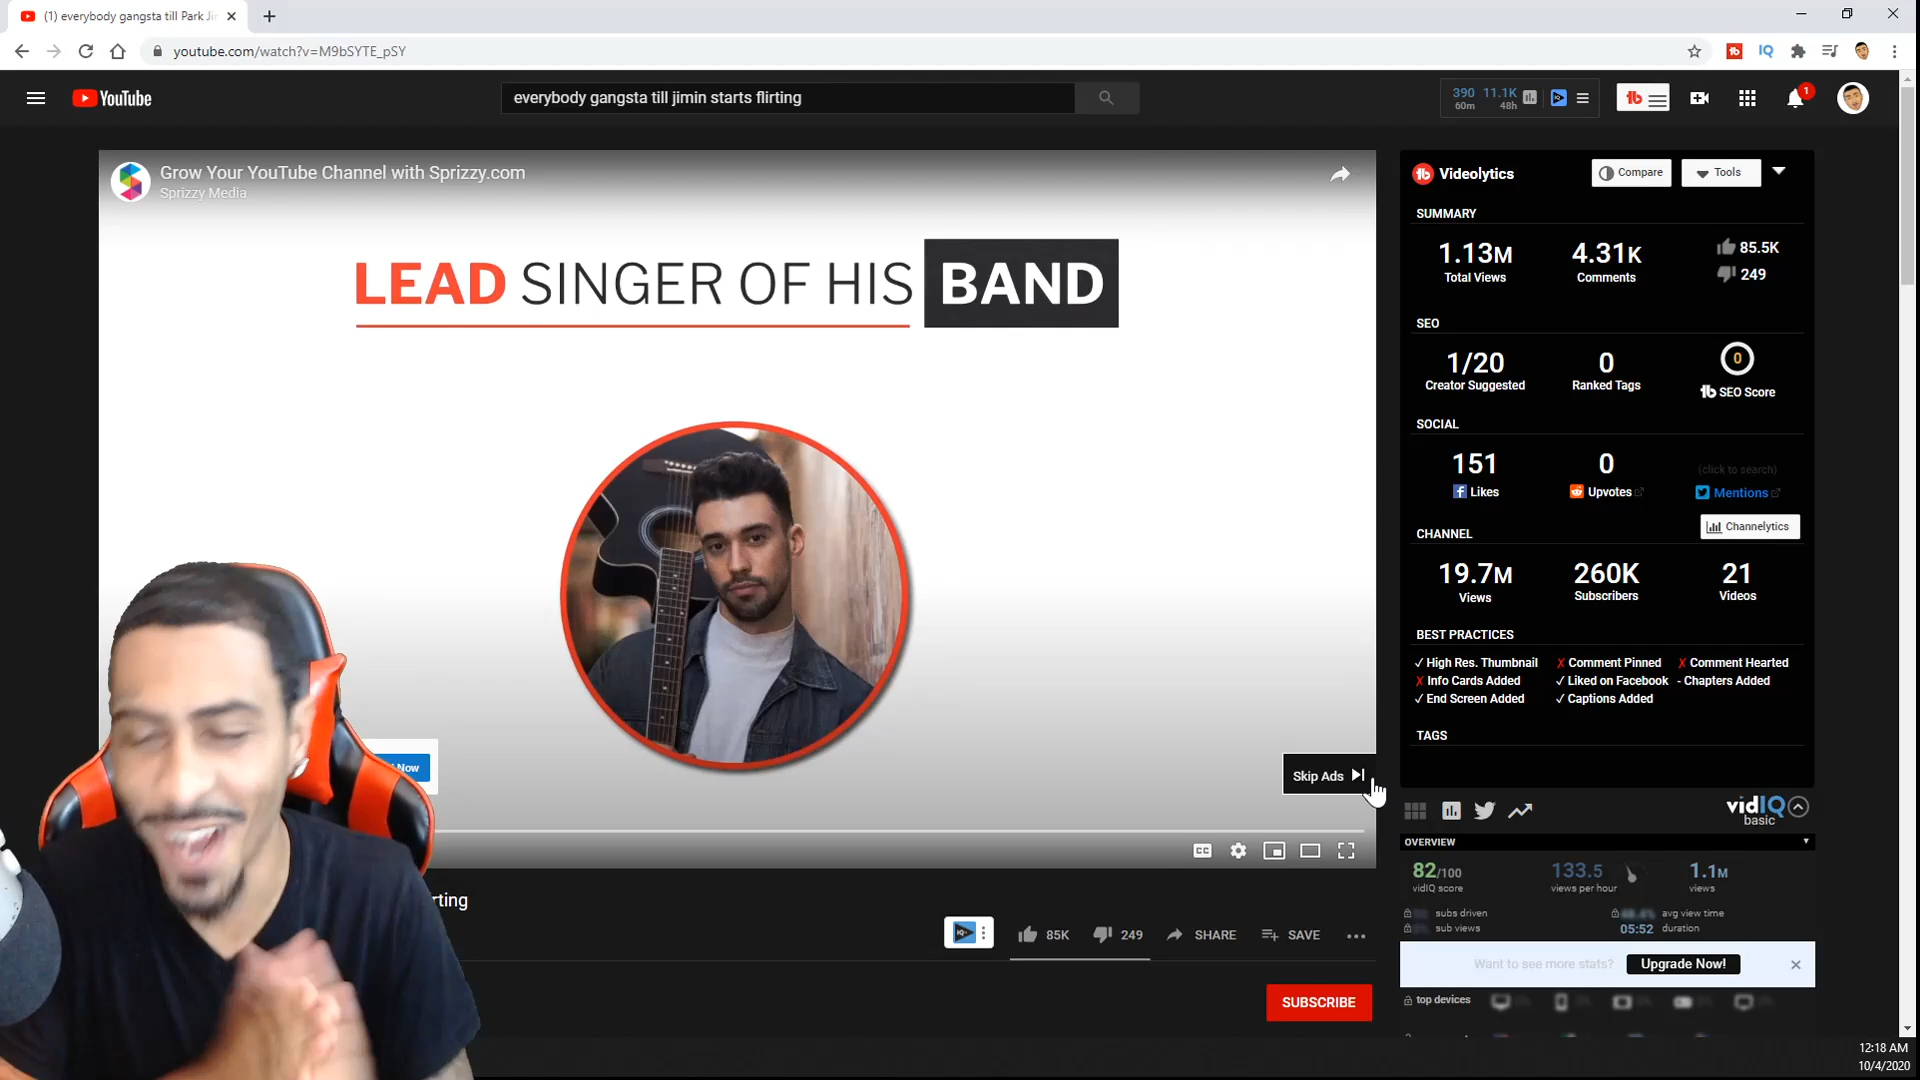 (1) everybody gangsta till Park Ji
youtube.com/watch?v=M9bSYTE_pSY
YouTube
everybody gangsta till jimin starts flirting
390 11.1K
60m 48h
1
Grow Your YouTube Channel with Sprizzy.com
Sprizzy Media
LEAD SINGER OF HIS BAND
Now
Skip Ads
CC
rting
85K 249 SHARE SAVE
SUBSCRIBE
Videolytics Compare Tools
SUMMARY
1.13M 4.31K 85.5K
Total Views Comments 249
SEO
1/20 0 0
Creator Suggested Ranked Tags SEO Score
SOCIAL
151 0 (click to search)
Likes Upvotes Mentions
CHANNEL Channelytics
19.7M 260K 21
Views Subscribers Videos
BEST PRACTICES
✓ High Res. Thumbnail ✗ Comment Pinned ✗ Comment Hearted
✗ Info Cards Added ✓ Liked on Facebook - Chapters Added
✓ End Screen Added ✓ Captions Added
TAGS
vidIQ
basic
OVERVIEW
82/100 133.5 1.1M
vidIQ score views per hour views
subs driven avg view time
sub views 05:52 duration
Want to see more stats? Upgrade Now!
top devices
12:18 AM
10/4/2020